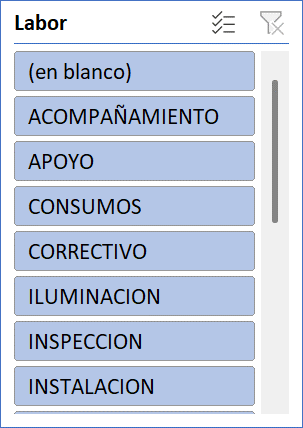 Labor
(en blanco)
ACOMPAÑAMIENTO
APOYO
CONSUMOS
CORRECTIVO
ILUMINACION
INSPECCION
INSTALACION